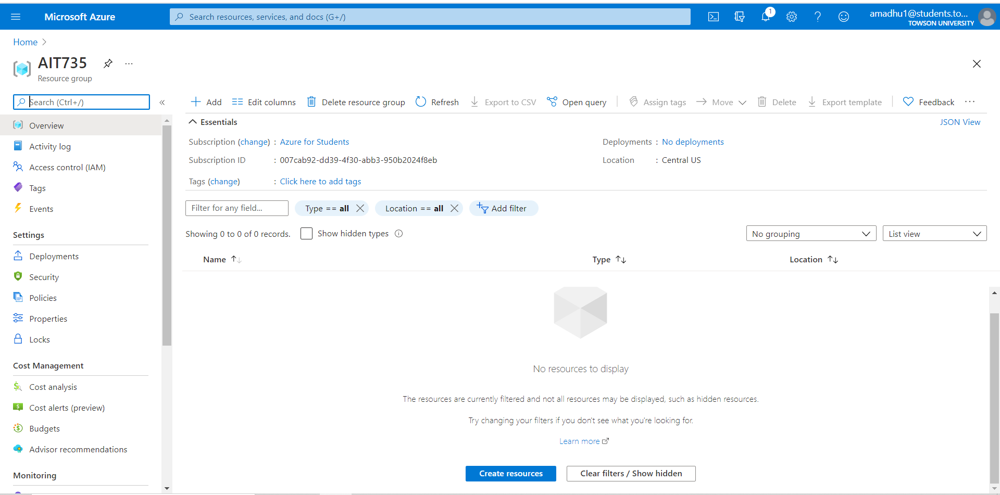 Microsoft Azure
Search resources, services, and docs (G+/)
1
amadhu1@students.to...
TOWSON UNIVERSITY
Home
AIT735
...
Resource group
Search (Ctrl+/)
«
Add
Edit columns
Delete resource group
Refresh
Export to CSV
Open query
Assign tags
Move
Delete
Export template
Feedback
...
Overview
Activity log
Access control (IAM)
Tags
Events
Settings
Deployments
Security
Policies
Properties
Locks
Cost Management
Cost analysis
Cost alerts (preview)
Budgets
Advisor recommendations
Monitoring
Essentials
JSON View
Subscription (change) : Azure for Students
Deployments : No deployments
Subscription ID : 007cab92-dd39-4f30-abb3-950b2024f8eb
Location : Central US
Tags (change) : Click here to add tags
Filter for any field...
Type == all
Location == all
Add filter
Showing 0 to 0 of 0 records.
Show hidden types
No grouping
List view
Name
Type
Location
No resources to display
The resources are currently filtered and not all resources may be displayed, such as hidden resources.
Try changing your filters if you don't see what you're looking for.
Learn more
Create resources
Clear filters / Show hidden